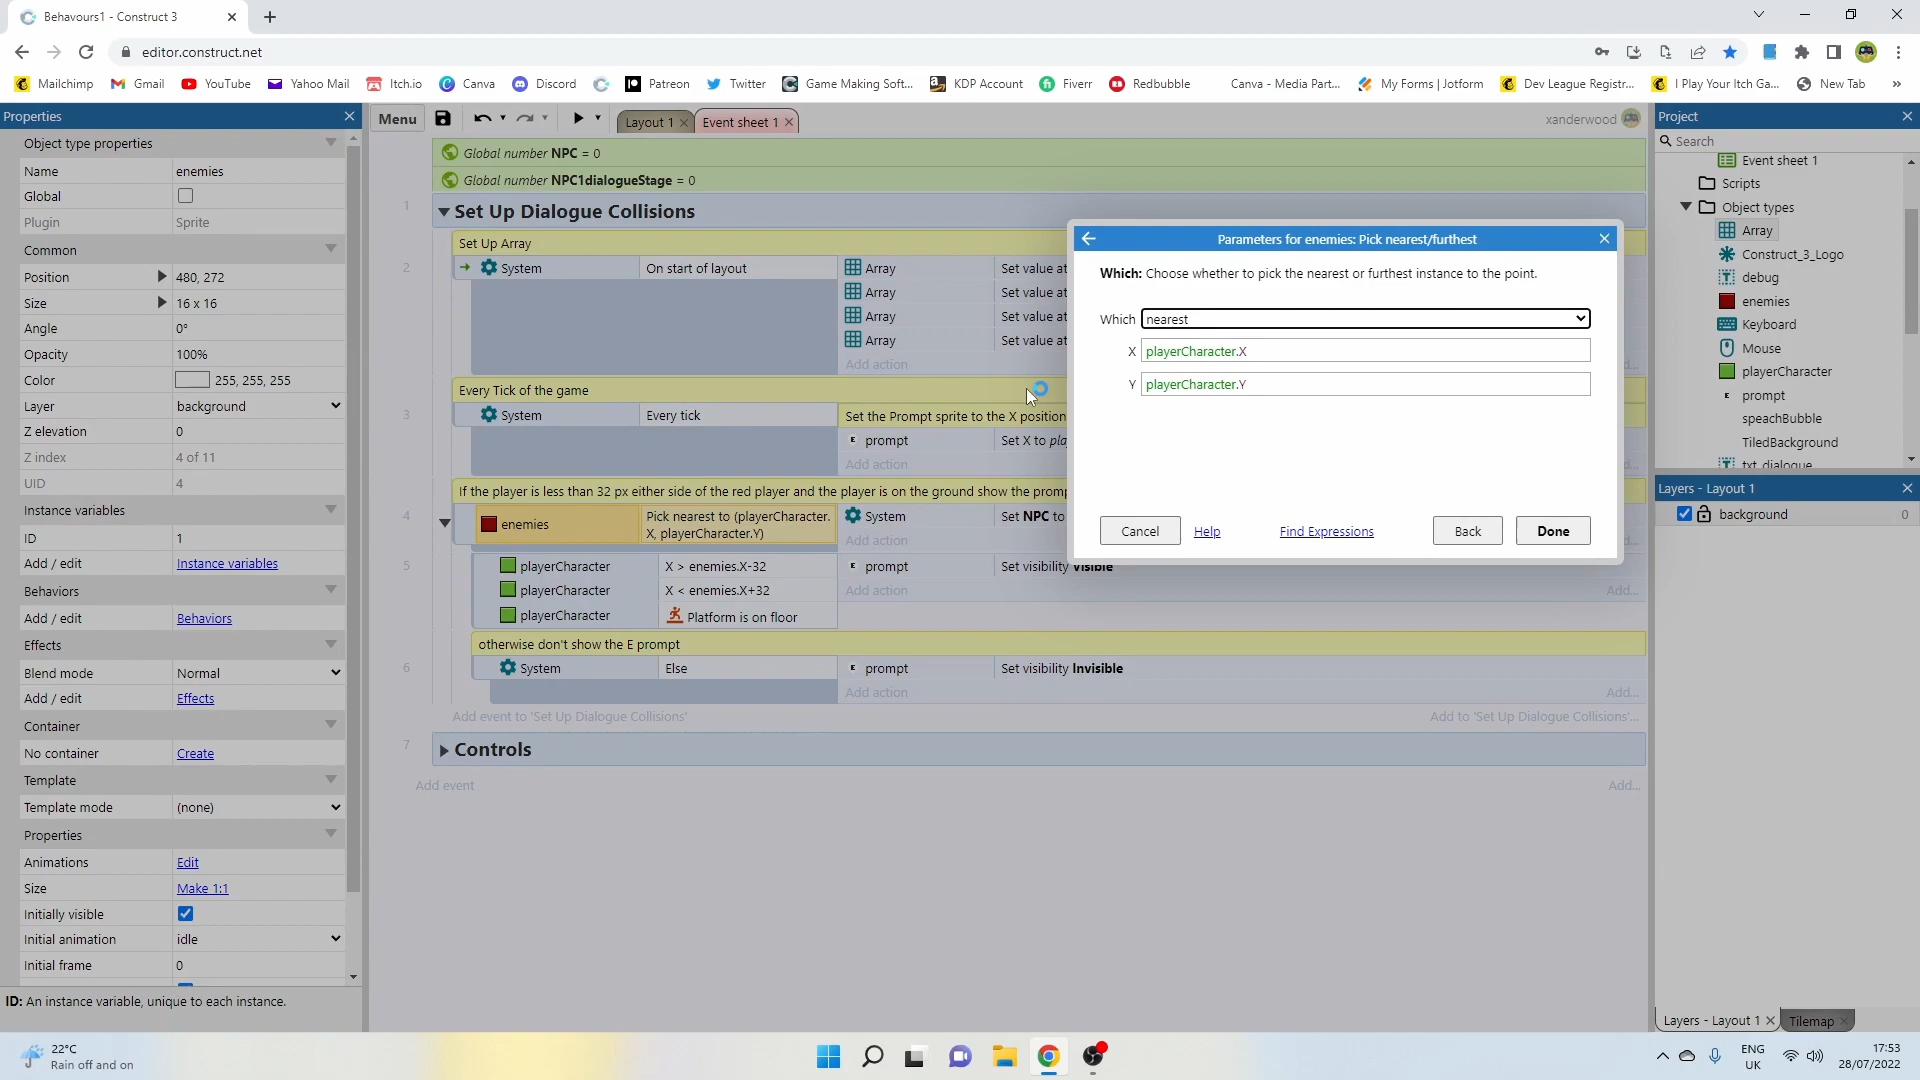 Behavours1 - Construct 3
editor.construct.net
Mailchimp
Gmail
YouTube
Yahoo Mail
Itch.io
Canva
Discord
Patreon
Twitter
Game Making Soft...
KDP Account
Fiverr
Redbubble
Canva - Media Part...
My Forms | Jotform
Dev League Registr...
I Play Your Itch Ga...
New Tab
Properties
Object type properties
Name enemies
Global
Plugin Sprite
Common
Position 480, 272
Size 16 x 16
Angle 0°
Opacity 100%
Color 255, 255, 255
Layer background
Z elevation 0
Z index 4 of 11
UID 4
Instance variables
ID 1
Add / edit Instance variables
Behaviors
Add / edit Behaviors
Effects
Blend mode Normal
Add / edit Effects
Container
No container Create
Template
Template mode (none)
Properties
Animations Edit
Size Make 1:1
Initially visible
Initial animation idle
Initial frame 0
ID: An instance variable, unique to each instance.
Menu
Layout 1
Event sheet 1
xanderwood
Global number NPC = 0
Global number NPC1dialogueStage = 0
1 Set Up Dialogue Collisions
Set Up Array
2 System On start of layout Array Set value at
Array Set value at
Array Set value at
Array Set value at
Add action
Every Tick of the game
3 System Every tick Set the Prompt sprite to the X position
prompt Set X to pla
Add action Add...
If the player is less than 32 px either side of the red player and the player is on the ground show the promp
4 enemies Pick nearest to (playerCharacter.
X, playerCharacter.Y)
System Set NPC to
Add action
5 playerCharacter X > enemies.X-32 prompt Set visibility Visible
playerCharacter X < enemies.X+32 Add action Add...
playerCharacter Platform is on floor
otherwise don't show the E prompt
6 System Else prompt Set visibility Invisible
Add action Add...
Add event to 'Set Up Dialogue Collisions' Add to 'Set Up Dialogue Collisions'...
7 Controls
Add event Add...
Parameters for enemies: Pick nearest/furthest
Which: Choose whether to pick the nearest or furthest instance to the point.
Which nearest
X playerCharacter.X
Y playerCharacter.Y
Cancel
Help
Find Expressions
Back
Done
Project
Search
Event sheet 1
Scripts
Object types
Array
Construct_3_Logo
debug
enemies
Keyboard
Mouse
playerCharacter
E prompt
speachBubble
TiledBackground
txt_dialogue
Layers - Layout 1
background 0
Layers - Layout 1
Tilemap
22°C
Rain off and on
ENG
UK
17:53
28/07/2022